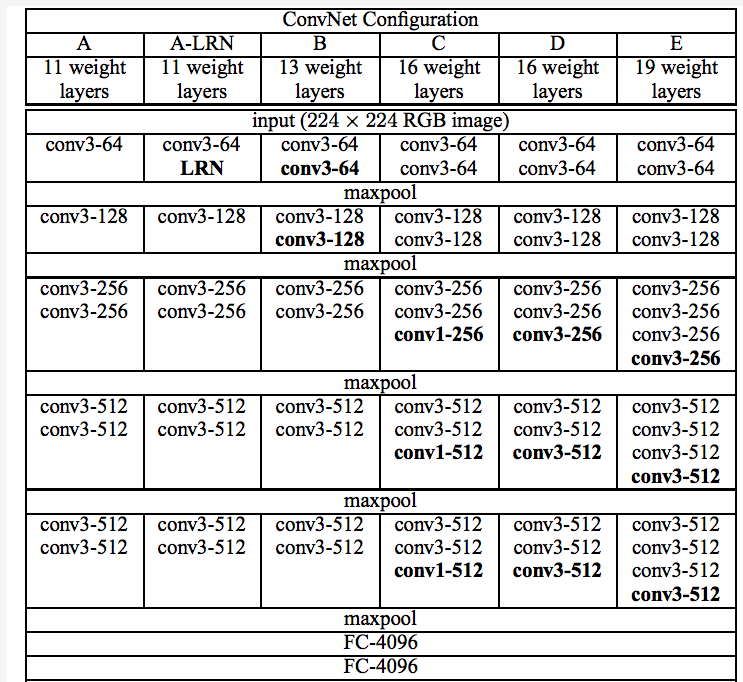 ConvNet Configuration
A A-LRN B C D E
11 weight 11 weight 13 weight 16 weight 16 weight 19 weight
layers layers layers layers layers layers
input (224 × 224 RGB image)
conv3-64 conv3-64 conv3-64 conv3-64 conv3-64 conv3-64
LRN conv3-64 conv3-64 conv3-64 conv3-64
maxpool
conv3-128 conv3-128 conv3-128 conv3-128 conv3-128 conv3-128
conv3-128 conv3-128 conv3-128 conv3-128
maxpool
conv3-256 conv3-256 conv3-256 conv3-256 conv3-256 conv3-256
conv3-256 conv3-256 conv3-256 conv3-256 conv3-256 conv3-256
conv1-256 conv3-256 conv3-256
conv3-256
maxpool
conv3-512 conv3-512 conv3-512 conv3-512 conv3-512 conv3-512
conv3-512 conv3-512 conv3-512 conv3-512 conv3-512 conv3-512
conv1-512 conv3-512 conv3-512
conv3-512
maxpool
conv3-512 conv3-512 conv3-512 conv3-512 conv3-512 conv3-512
conv3-512 conv3-512 conv3-512 conv3-512 conv3-512 conv3-512
conv1-512 conv3-512 conv3-512
conv3-512
maxpool
FC-4096
FC-4096